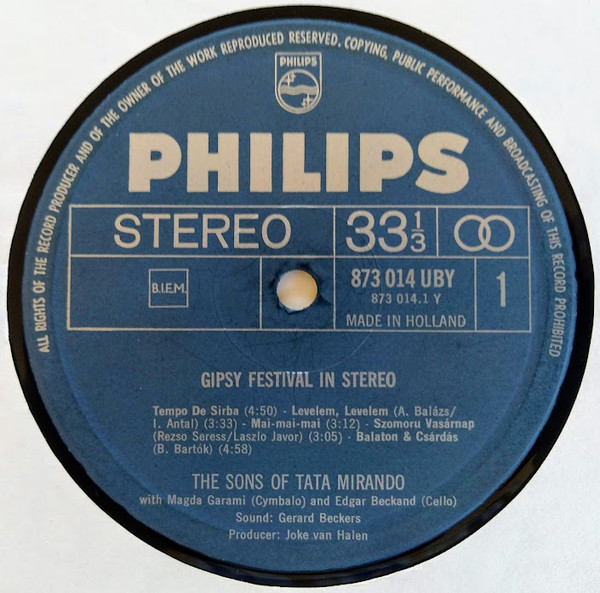 ALL RIGHTS OF THE RECORD PRODUCER AND OF THE OWNER OF THE WORK REPRODUCED RESERVED. COPYING, PUBLIC PERFORMANCE AND BROADCASTING OF THIS RECORD PROHIBITED
PHILIPS
PHILIPS
STEREO 33 1/3
B.I.E.M. 873 014 UBY 1
873 014.1 Y
MADE IN HOLLAND
GIPSY FESTIVAL IN STEREO
Tempo De Sirba (4:50) - Levelem, Levelem (A. Balázs/
I. Antal) (3:33) - Mai-mai-mai (3:12) - Szomoru Vasárnap
(Rezso Seress/Laszlo Javor) (3:05) - Balaton & Csárdás
(B. Bartók) (4:58)
THE SONS OF TATA MIRANDO
with Magda Garami (Cymbalo) and Edgar Beckand (Cello)
Sound: Gerard Beckers
Producer: Joke van Halen